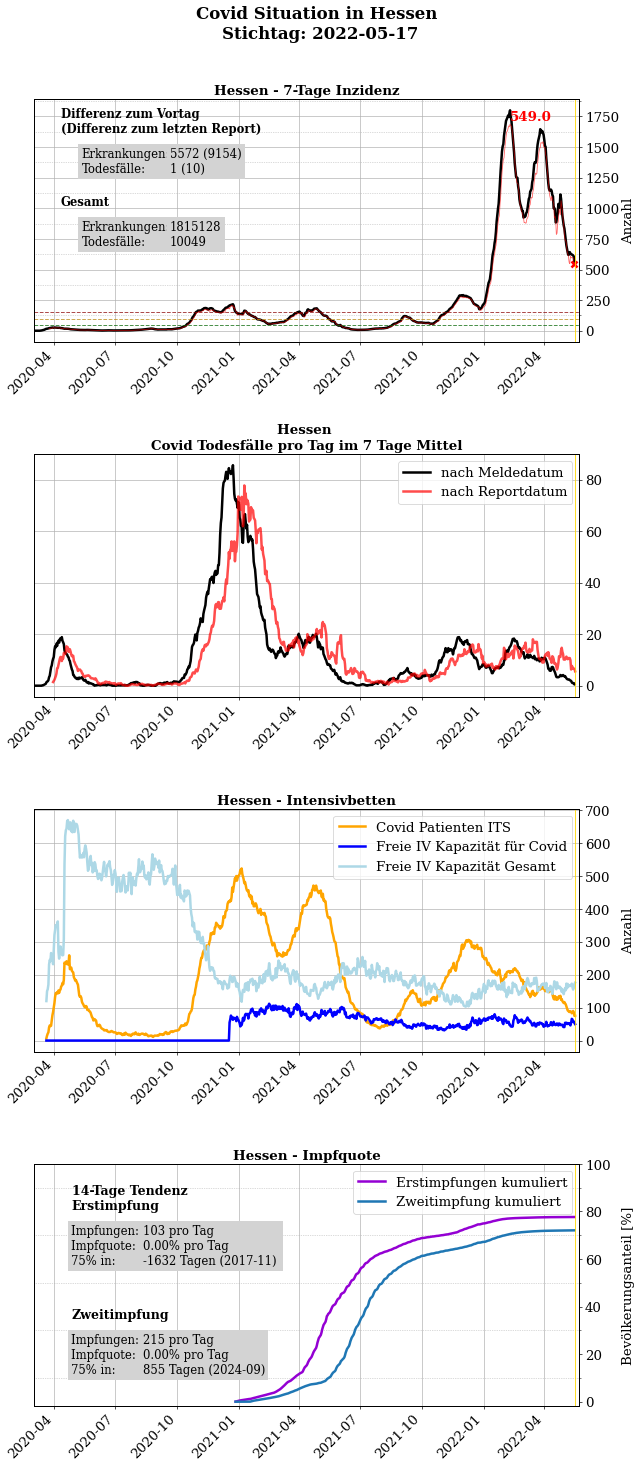 Covid Situation in Hessen
Stichtag: 2022-05-17
Hessen - 7-Tage Inzidenz
Differenz zum Vortag
(Differenz zum letzten Report)
Erkrankungen 5572 (9154)
Todesfälle: 1 (10)
Gesamt
Erkrankungen 1815128
Todesfälle: 10049
549.0
1750
1500
1250
1000
750
500
250
0
Anzahl
2020-04
2020-07
2020-10
2021-01
2021-04
2021-07
2021-10
2022-01
2022-04
Hessen
Covid Todesfälle pro Tag im 7 Tage Mittel
nach Meldedatum
nach Reportdatum
80
60
40
20
0
2020-04
2020-07
2020-10
2021-01
2021-04
2021-07
2021-10
2022-01
2022-04
Hessen - Intensivbetten
Covid Patienten ITS
Freie IV Kapazität für Covid
Freie IV Kapazität Gesamt
700
600
500
400
300
200
100
0
Anzahl
2020-04
2020-07
2020-10
2021-01
2021-04
2021-07
2021-10
2022-01
2022-04
Hessen - Impfquote
14-Tage Tendenz
Erstimpfung
Impfungen: 103 pro Tag
Impfquote: 0.00% pro Tag
75% in: -1632 Tagen (2017-11)
Zweitimpfung
Impfungen: 215 pro Tag
Impfquote: 0.00% pro Tag
75% in: 855 Tagen (2024-09)
Erstimpfungen kumuliert
Zweitimpfung kumuliert
100
80
60
40
20
0
Bevölkerungsanteil [%]
2020-04
2020-07
2020-10
2021-01
2021-04
2021-07
2021-10
2022-01
2022-04